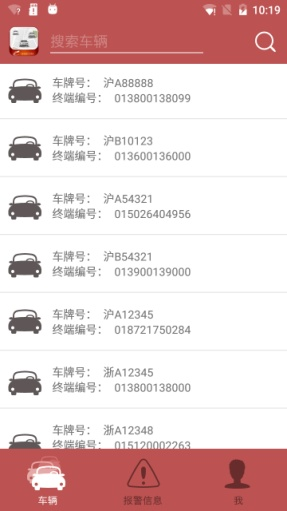 10:19
搜索车辆
车牌号： 沪A88888
终端编号： 013800138099
车牌号： 沪B10123
终端编号： 013600136000
车牌号： 沪A54321
终端编号： 015026404956
车牌号： 沪B54321
终端编号： 013900139000
车牌号： 沪A12345
终端编号： 018721750284
车牌号： 浙A12345
终端编号： 013800138000
车牌号： 浙A12348
终端编号： 015120002263
车辆
报警信息
我